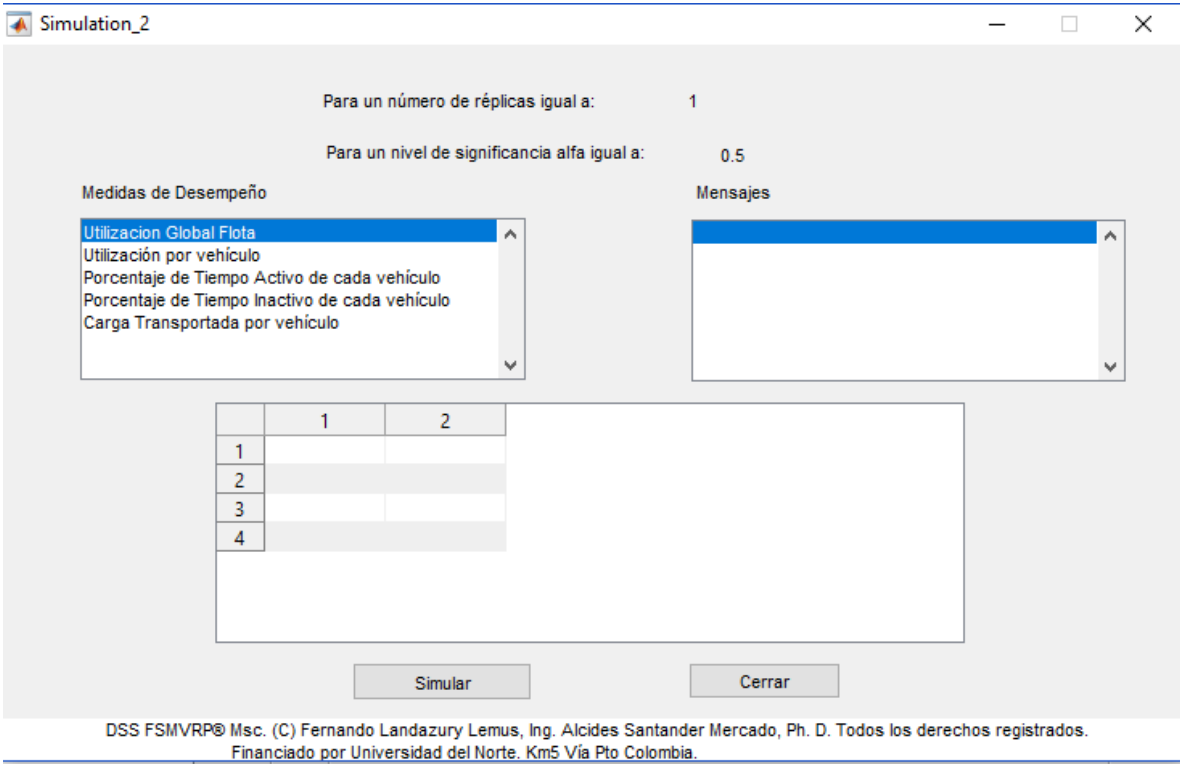 Simulation_2
Para un número de réplicas igual a: 1
Para un nivel de significancia alfa igual a: 0.5
Medidas de Desempeño
Mensajes
Utilizacion Global Flota
Utilización por vehículo
Porcentaje de Tiempo Activo de cada vehículo
Porcentaje de Tiempo Inactivo de cada vehículo
Carga Transportada por vehículo
1 2
1
2
3
4
Simular
Cerrar
DSS FSMVRP® Msc. (C) Fernando Landazury Lemus, Ing. Alcides Santander Mercado, Ph. D. Todos los derechos registrados.
Financiado por Universidad del Norte. Km5 Vía Pto Colombia.